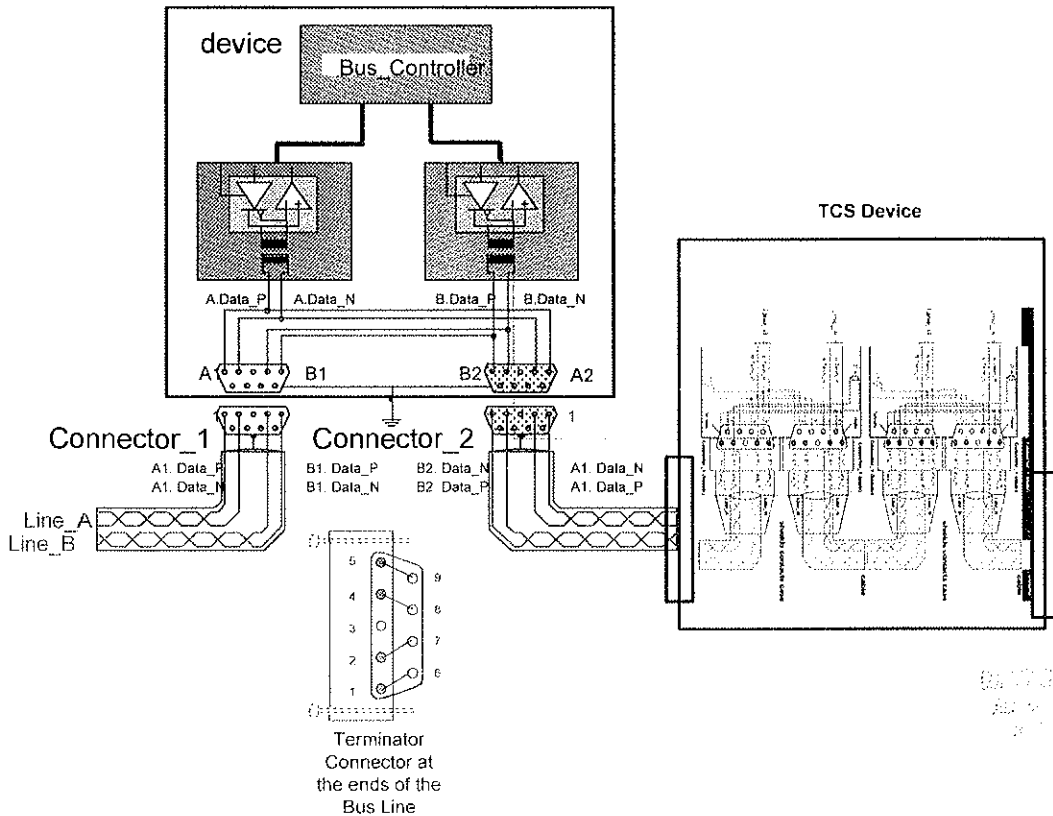 device
Bus_Controller
TCS Device
A.Data_P
A.Data_N
B.Data_P
B.Data_N
A1
B1
B2
A2
1
1
Connector_1
Connector_2
A1. Data_P
A1. Data_N
B1. Data_P
B1. Data_N
B2. Data_N
B2 Data_P
A1. Data_N
A1. Data_P
Line_A
Line_B
5
9
4
8
3
7
2
6
1
Terminator
Connector at
the ends of the
Bus Line